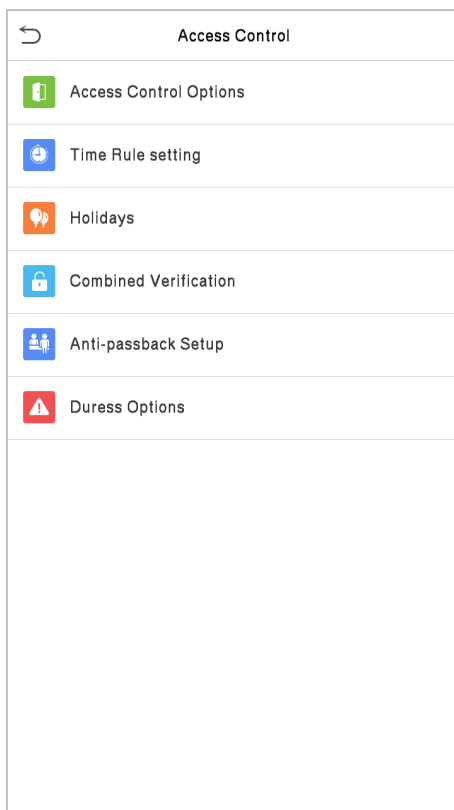 Access Control
Access Control Options
Time Rule setting
Holidays
Combined Verification
Anti-passback Setup
Duress Options